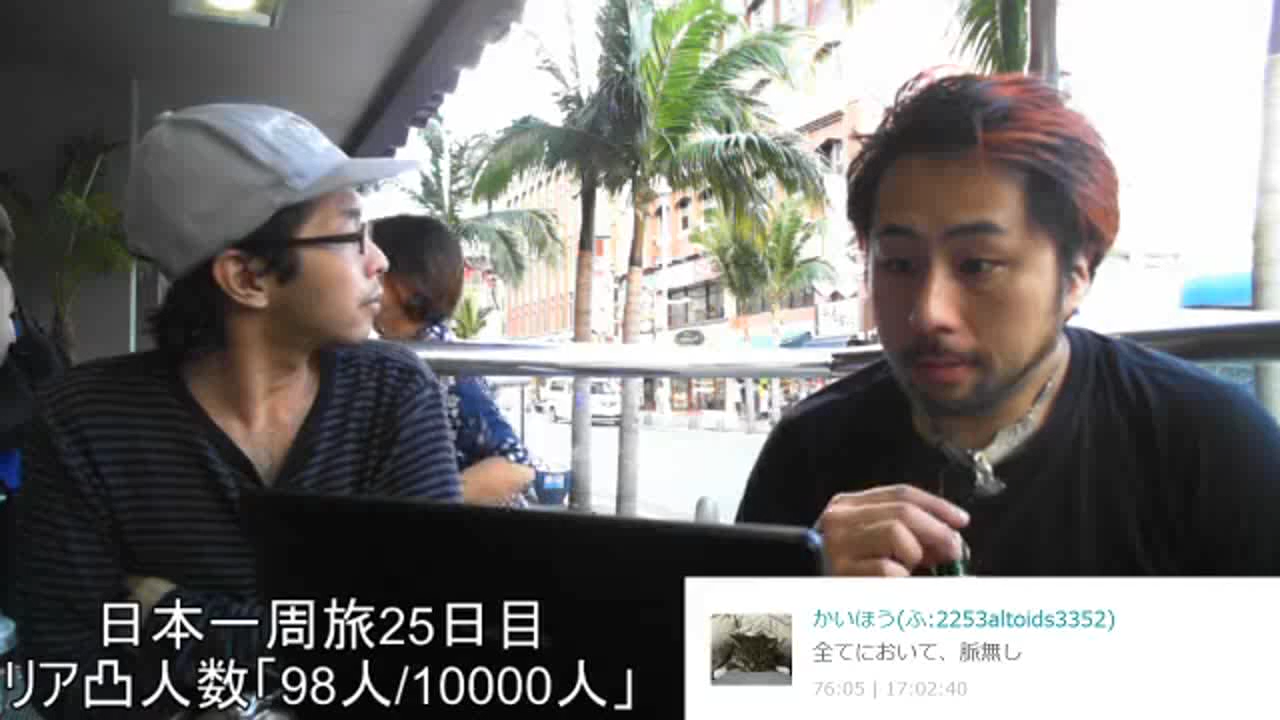 日本一周旅25日目
リア凸人数「98人/10000人」
かいほう(ふ:2253altoids3352)
全てにおいて、脈無し
76:05 | 17:02:40